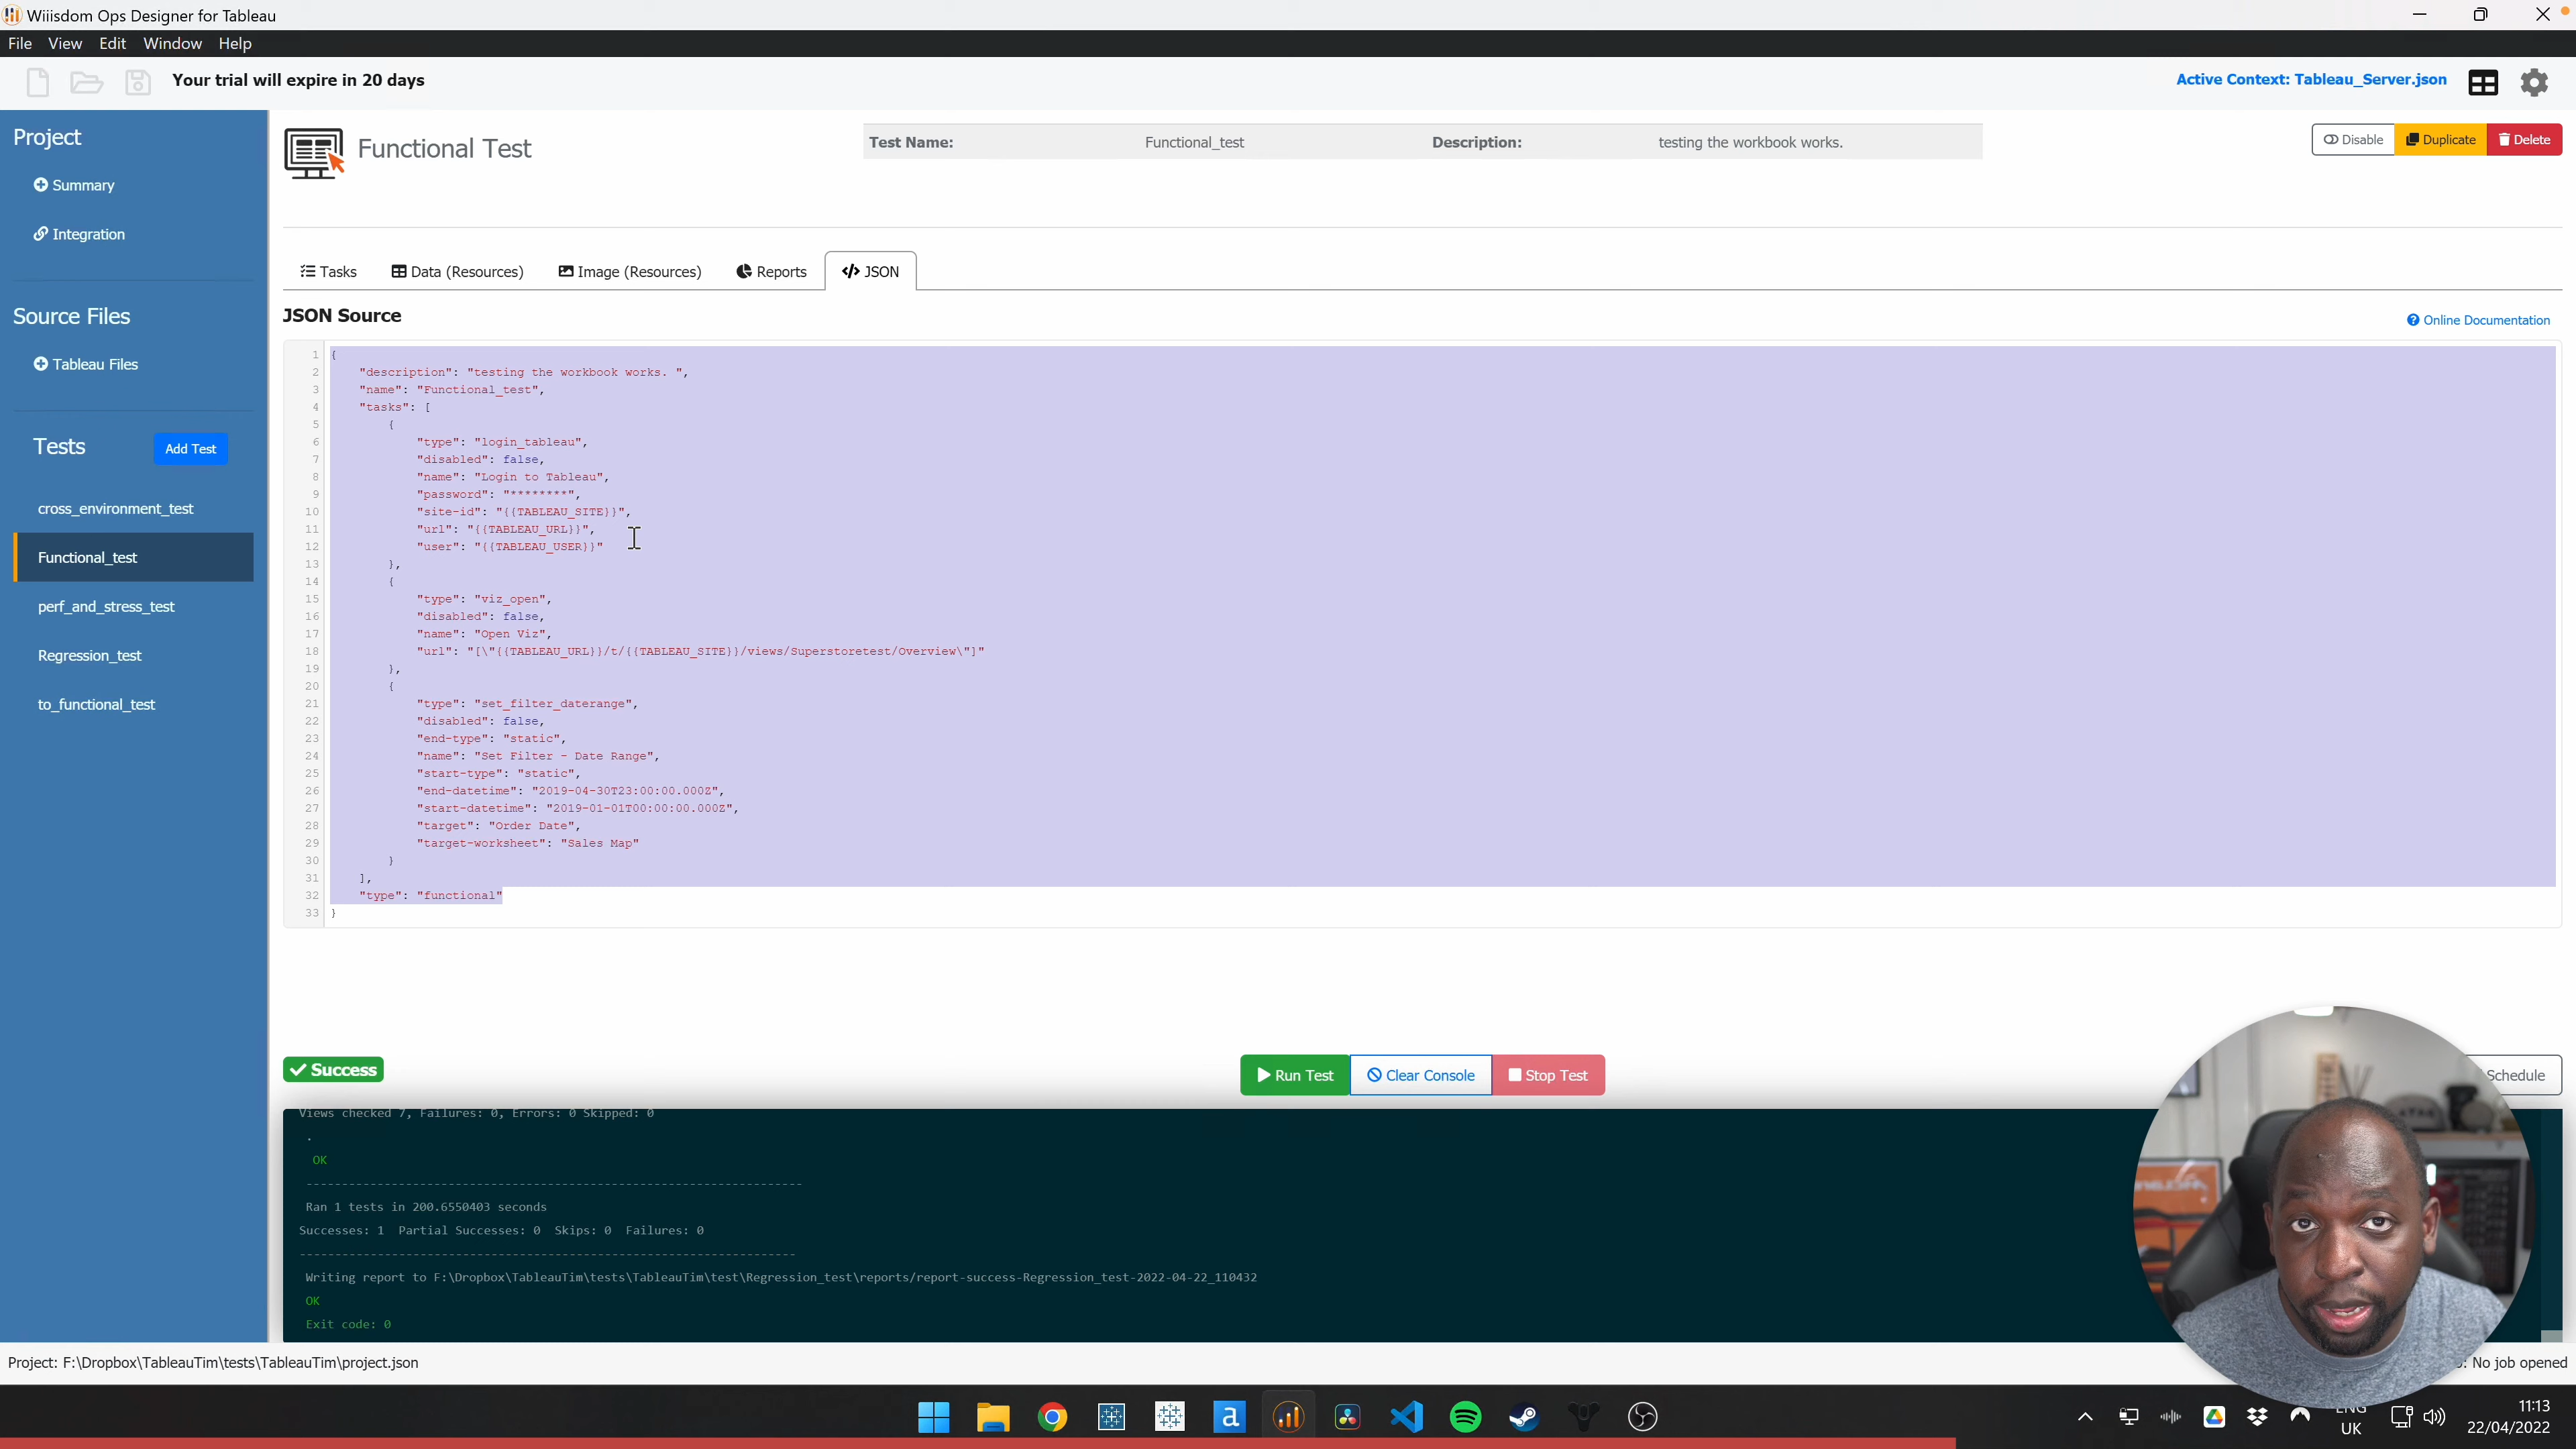 Wiiisdom Ops Designer for Tableau
File View Edit Window Help
Your trial will expire in 20 days
Active Context: Tableau_Server.json
Project
Summary
Integration
Source Files
Tableau Files
Tests
Add Test
cross_environment_test
Functional_test
perf_and_stress_test
Regression_test
to_functional_test
Functional Test
Test Name: Functional_test Description: testing the workbook works.
Disable Duplicate Delete
Tasks Data (Resources) Image (Resources) Reports </> JSON
JSON Source
Online Documentation
1 {
2 "description": "testing the workbook works. ",
3 "name": "Functional_test",
4 "tasks": [
5 {
6 "type": "login_tableau",
7 "disabled": false,
8 "name": "Login to Tableau",
9 "password": "********",
10 "site-id": "{{TABLEAU_SITE}}",
11 "url": "{{TABLEAU_URL}}",
12 "user": "{{TABLEAU_USER}}"
13 },
14 {
15 "type": "viz_open",
16 "disabled": false,
17 "name": "Open Viz",
18 "url": "[\"{{TABLEAU_URL}}/t/{{TABLEAU_SITE}}/views/Superstoretest/Overview\"]"
19 },
20 {
21 "type": "set_filter_daterange",
22 "disabled": false,
23 "end-type": "static",
24 "name": "Set Filter - Date Range",
25 "start-type": "static",
26 "end-datetime": "2019-04-30T23:00:00.000Z",
27 "start-datetime": "2019-01-01T00:00:00.000Z",
28 "target": "Order Date",
29 "target-worksheet": "Sales Map"
30 }
31 ],
32 "type": "functional"
33 }
Success
Run Test Clear Console Stop Test
Schedule
Views checked 7, Failures: 0, Errors: 0 Skipped: 0
.
OK
----------------------------------------------------------------------
Ran 1 tests in 200.6550403 seconds
Successes: 1 Partial Successes: 0 Skips: 0 Failures: 0
----------------------------------------------------------------------
Writing report to F:\Dropbox\TableauTim\tests\TableauTim\test\Regression_test\reports/report-success-Regression_test-2022-04-22_110432
OK
Exit code: 0
Project: F:\Dropbox\TableauTim\tests\TableauTim\project.json
: No job opened
ENG
UK
11:13
22/04/2022